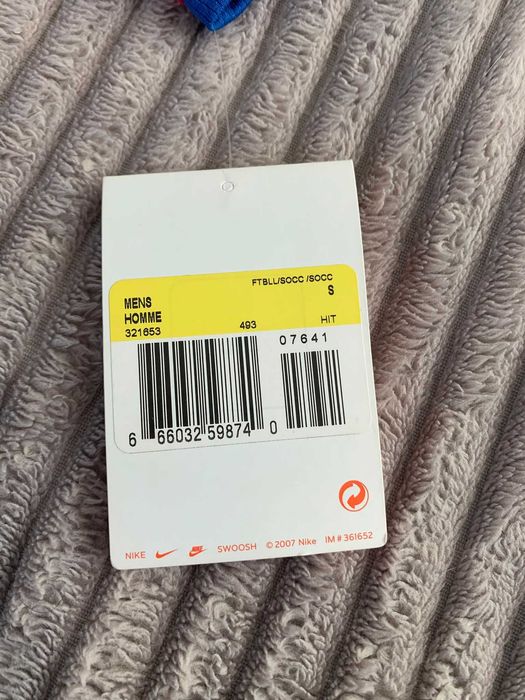 FTBLL/SOCC /SOCC
MENS S
HOMME
321653 493 HIT
07641
6 66032 59874 0
NIKE SWOOSH © 2007 Nike IM # 361652